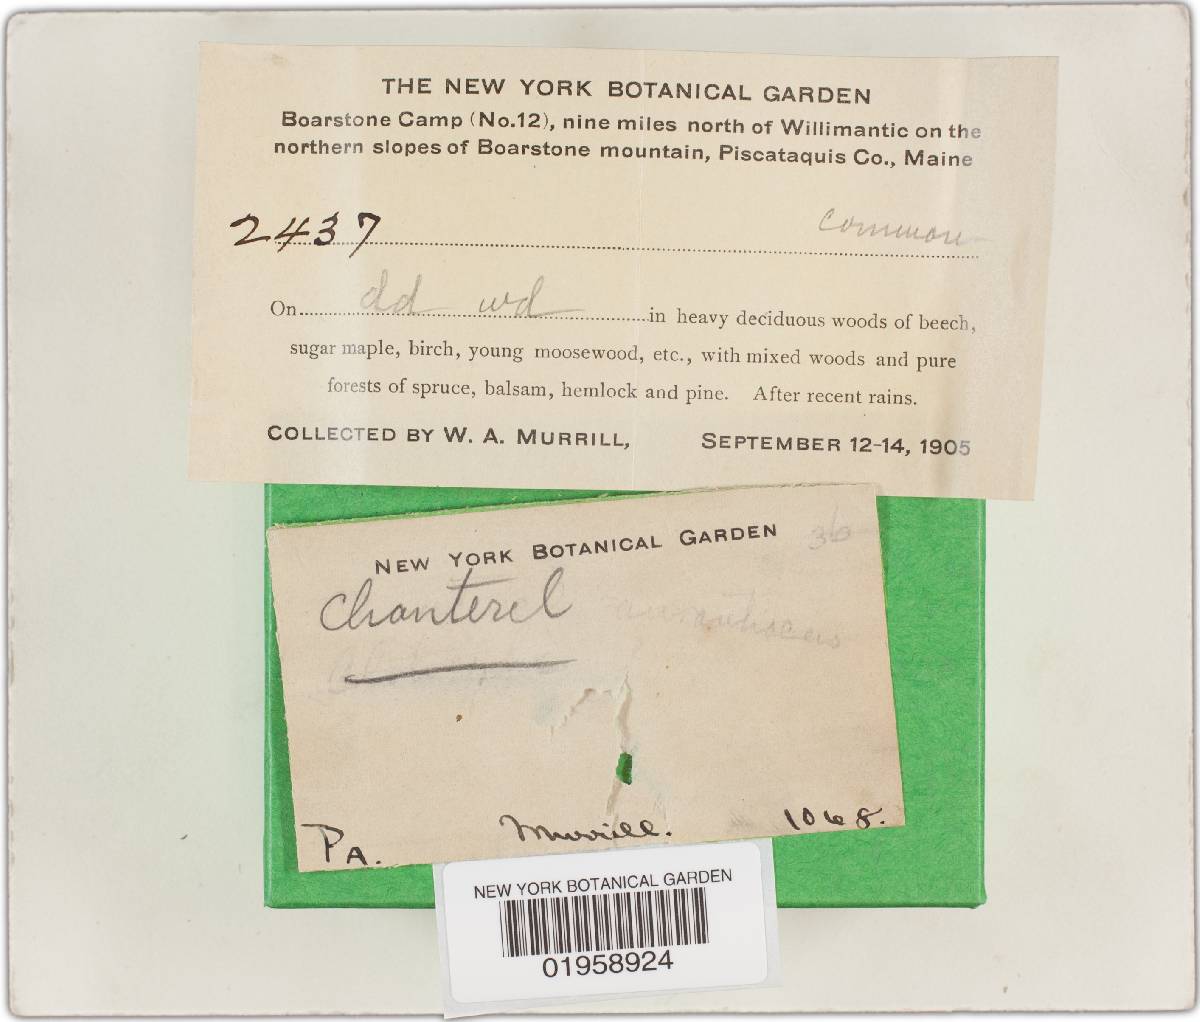 THE NEW YORK BOTANICAL GARDEN
Boarstone Camp (No.12), nine miles north of Willimantic on the
northern slopes of Boarstone mountain, Piscataquis Co., Maine
2437 common
On dd wd in heavy deciduous woods of beech,
sugar maple, birch, young moosewood, etc., with mixed woods and pure
forests of spruce, balsam, hemlock and pine. After recent rains.
COLLECTED BY W. A. MURRILL, SEPTEMBER 12-14, 1905
NEW YORK BOTANICAL GARDEN 36
Chanterel
PA. Murrill. 1068.
NEW YORK BOTANICAL GARDEN
01958924